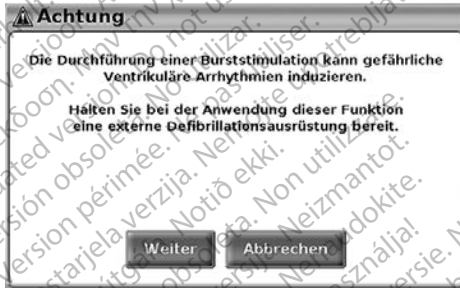 Achtung
Die Durchführung einer Burststimulation kann gefährliche
Ventrikuläre Arrhythmien induzieren.
Halten Sie bei der Anwendung dieser Funktion
eine externe Defibrillationsausrüstung bereit.
Weiter
Abbrechen